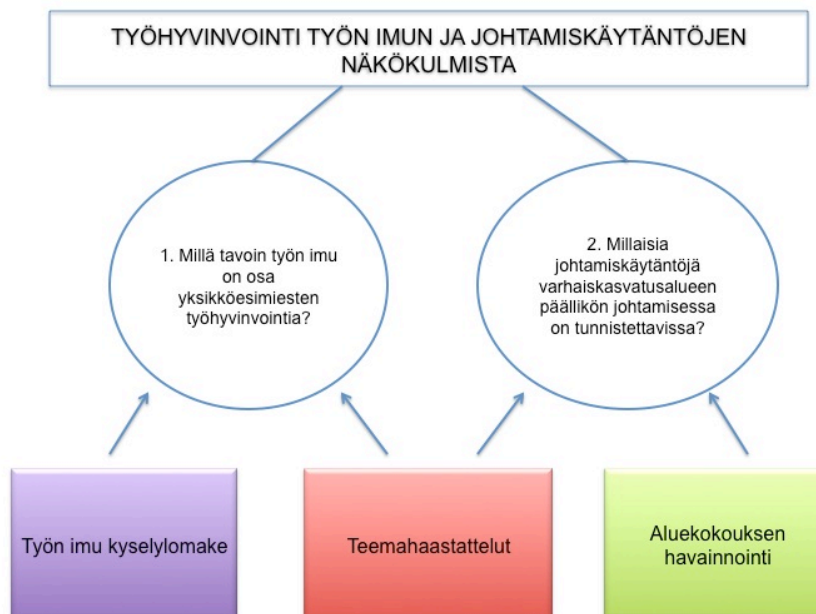 TYÖHYVINVOINTI TYÖN IMUN JA JOHTAMISKÄYTÄNTÖJEN
NÄKÖKULMISTA
1. Millä tavoin työn imu
on osa
yksikköesimiesten
työhyvinvointia?
2. Millaisia
johtamiskäytäntöjä
varhaiskasvatusalueen
päällikön johtamisessa
on tunnistettavissa?
Työn imu kyselylomake
Teemahaastattelut
Aluekokouksen
havainnointi